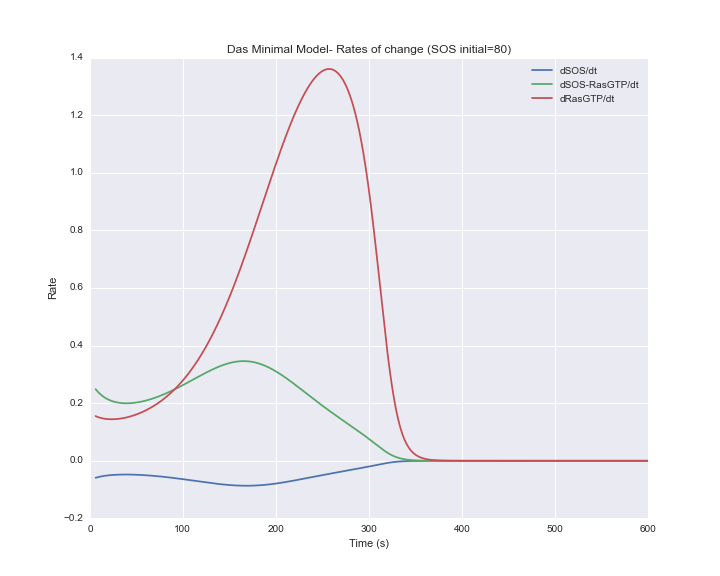 Das Minimal Model- Rates of change (SOS initial=80)
dSOS/dt
dSOS-RasGTP/dt
dRasGTP/dt
1.4
1.2
1.0
0.8
0.6
0.4
0.2
0.0
−0.2
Rate
0 100 200 300 400 500 600
Time (s)